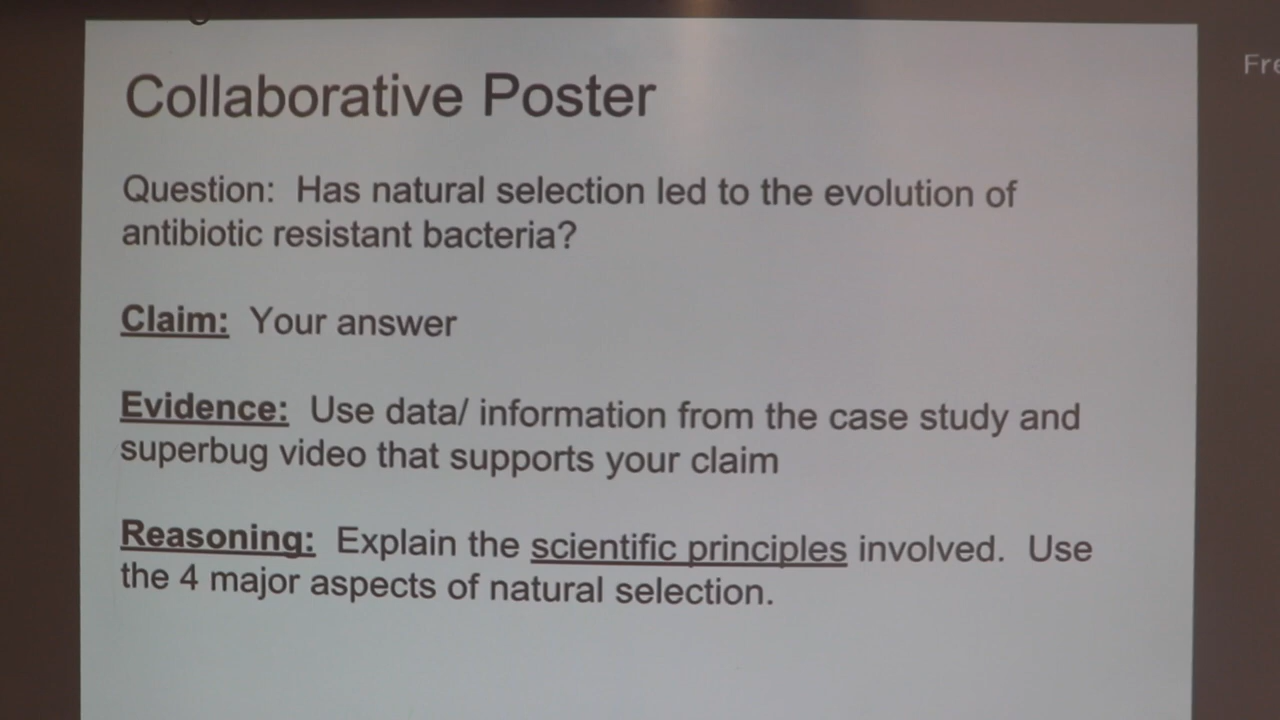 Collaborative Poster
Question: Has natural selection led to the evolution of
antibiotic resistant bacteria?
Claim: Your answer
Evidence: Use data/ information from the case study and
superbug video that supports your claim
Reasoning: Explain the scientific principles involved. Use
the 4 major aspects of natural selection.